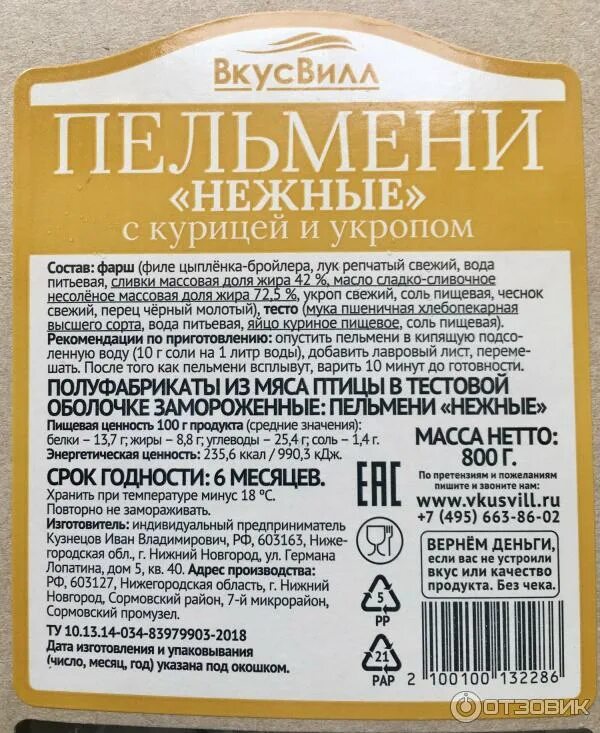 ВкусВилл
ПЕЛЬМЕНИ
«НЕЖНЫЕ»
с курицей и укропом
Состав: фарш (филе цыплёнка-бройлера, лук репчатый свежий, вода
питьевая, сливки массовая доля жира 42 %, масло сладко-сливочное
несолёное массовая доля жира 72,5 %, укроп свежий, соль пищевая, чеснок
свежий, перец чёрный молотый), тесто (мука пшеничная хлебопекарная
высшего сорта, вода питьевая, яйцо куриное пищевое, соль пищевая).
Рекомендации по приготовлению: опустить пельмени в кипящую подсо-
ленную воду (10 г соли на 1 литр воды), добавить лавровый лист, переме-
шать. После того как пельмени всплывут, варить 10 минут до готовности.
ПОЛУФАБРИКАТЫ ИЗ МЯСА ПТИЦЫ В ТЕСТОВОЙ
ОБОЛОЧКЕ ЗАМОРОЖЕННЫЕ: ПЕЛЬМЕНИ «НЕЖНЫЕ»
Пищевая ценность 100 г продукта (средние значения):
белки – 13,7 г; жиры – 8,8 г; углеводы – 25,4 г; соль – 1,4 г.
Энергетическая ценность: 235,6 ккал / 990,3 кДж.
СРОК ГОДНОСТИ: 6 МЕСЯЦЕВ.
Хранить при температуре минус 18 °С.
Повторно не замораживать.
Изготовитель: индивидуальный предприниматель
Кузнецов Иван Владимирович, РФ, 603163, Ниже-
городская обл., г. Нижний Новгород, ул. Германа
Лопатина, дом 5, кв. 40. Адрес производства:
РФ, 603127, Нижегородская область, г. Нижний
Новгород, Сормовский район, 7-й микрорайон,
Сормовский промузел.
ТУ 10.13.14-034-83979903-2018
Дата изготовления и упаковывания
(число, месяц, год) указана под окошком.
EAC
5
PP
21
PAP
МАССА НЕТТО:
800 Г.
По претензиям и пожеланиям
пишите и звоните нам:
www.vkusvill.ru
+7 (495) 663-86-02
ВЕРНЁМ ДЕНЬГИ,
если вас не устроили
вкус или качество
продукта. Без чека.
2 100100 132286
ОТЗОВИК